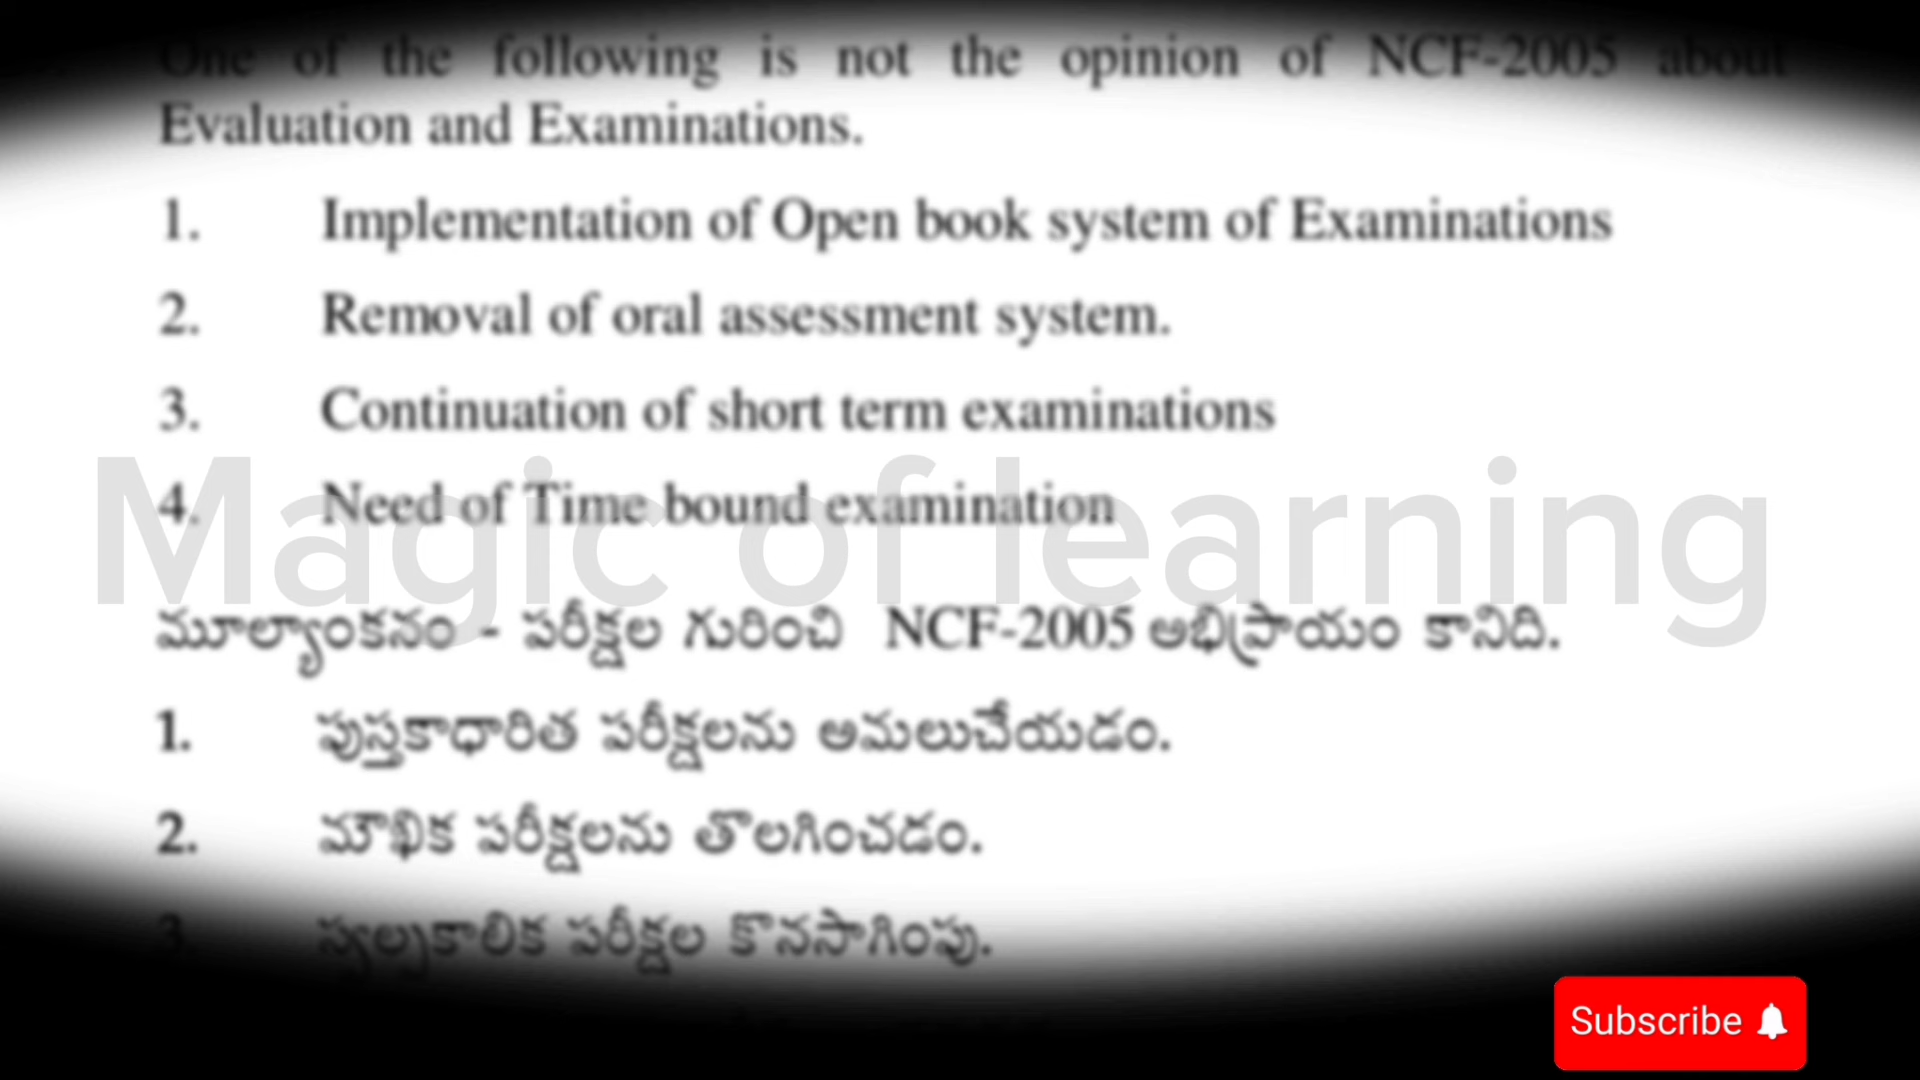 One of the following is not the opinion of NCF-2005 about
Evaluation and Examinations.
1. Implementation of Open book system of Examinations
2. Removal of oral assessment system.
3. Continuation of short term examinations
4. Need of Time bound examination
Magic of learning
మూల్యాంకనం - పరీక్షల గురించి NCF-2005 అభిప్రాయం కానిది.
1. పుస్తకాధారిత పరీక్షలను అమలుచేయడం.
2. మౌఖిక పరీక్షలను తొలగించడం.
3. స్వల్పకాలిక పరీక్షల కొనసాగింపు.
Subscribe